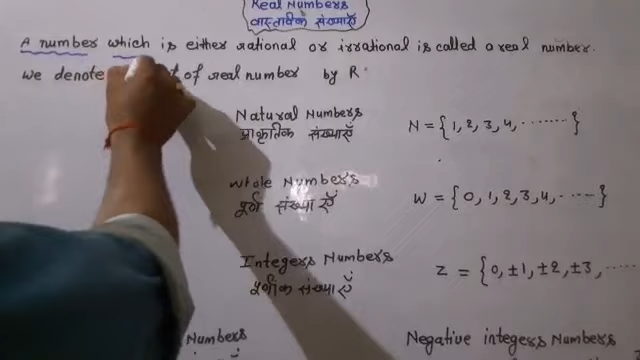 Real Numbers
वास्तविक संख्याएँ
A number which is either rational or irrational is called a real number.
We denote of real number by R
Natural Numbers
N = {1, 2, 3, 4, ........}
प्राकृतिक संख्याएँ
Whole Numbers
W = {0, 1, 2, 3, 4, .....}
पूर्ण संख्याएँ
Integers Numbers
Z = {0, ±1, ±2, ±3, .....
पूर्णांक संख्याएँ
Numbers
Negative integers Numbers